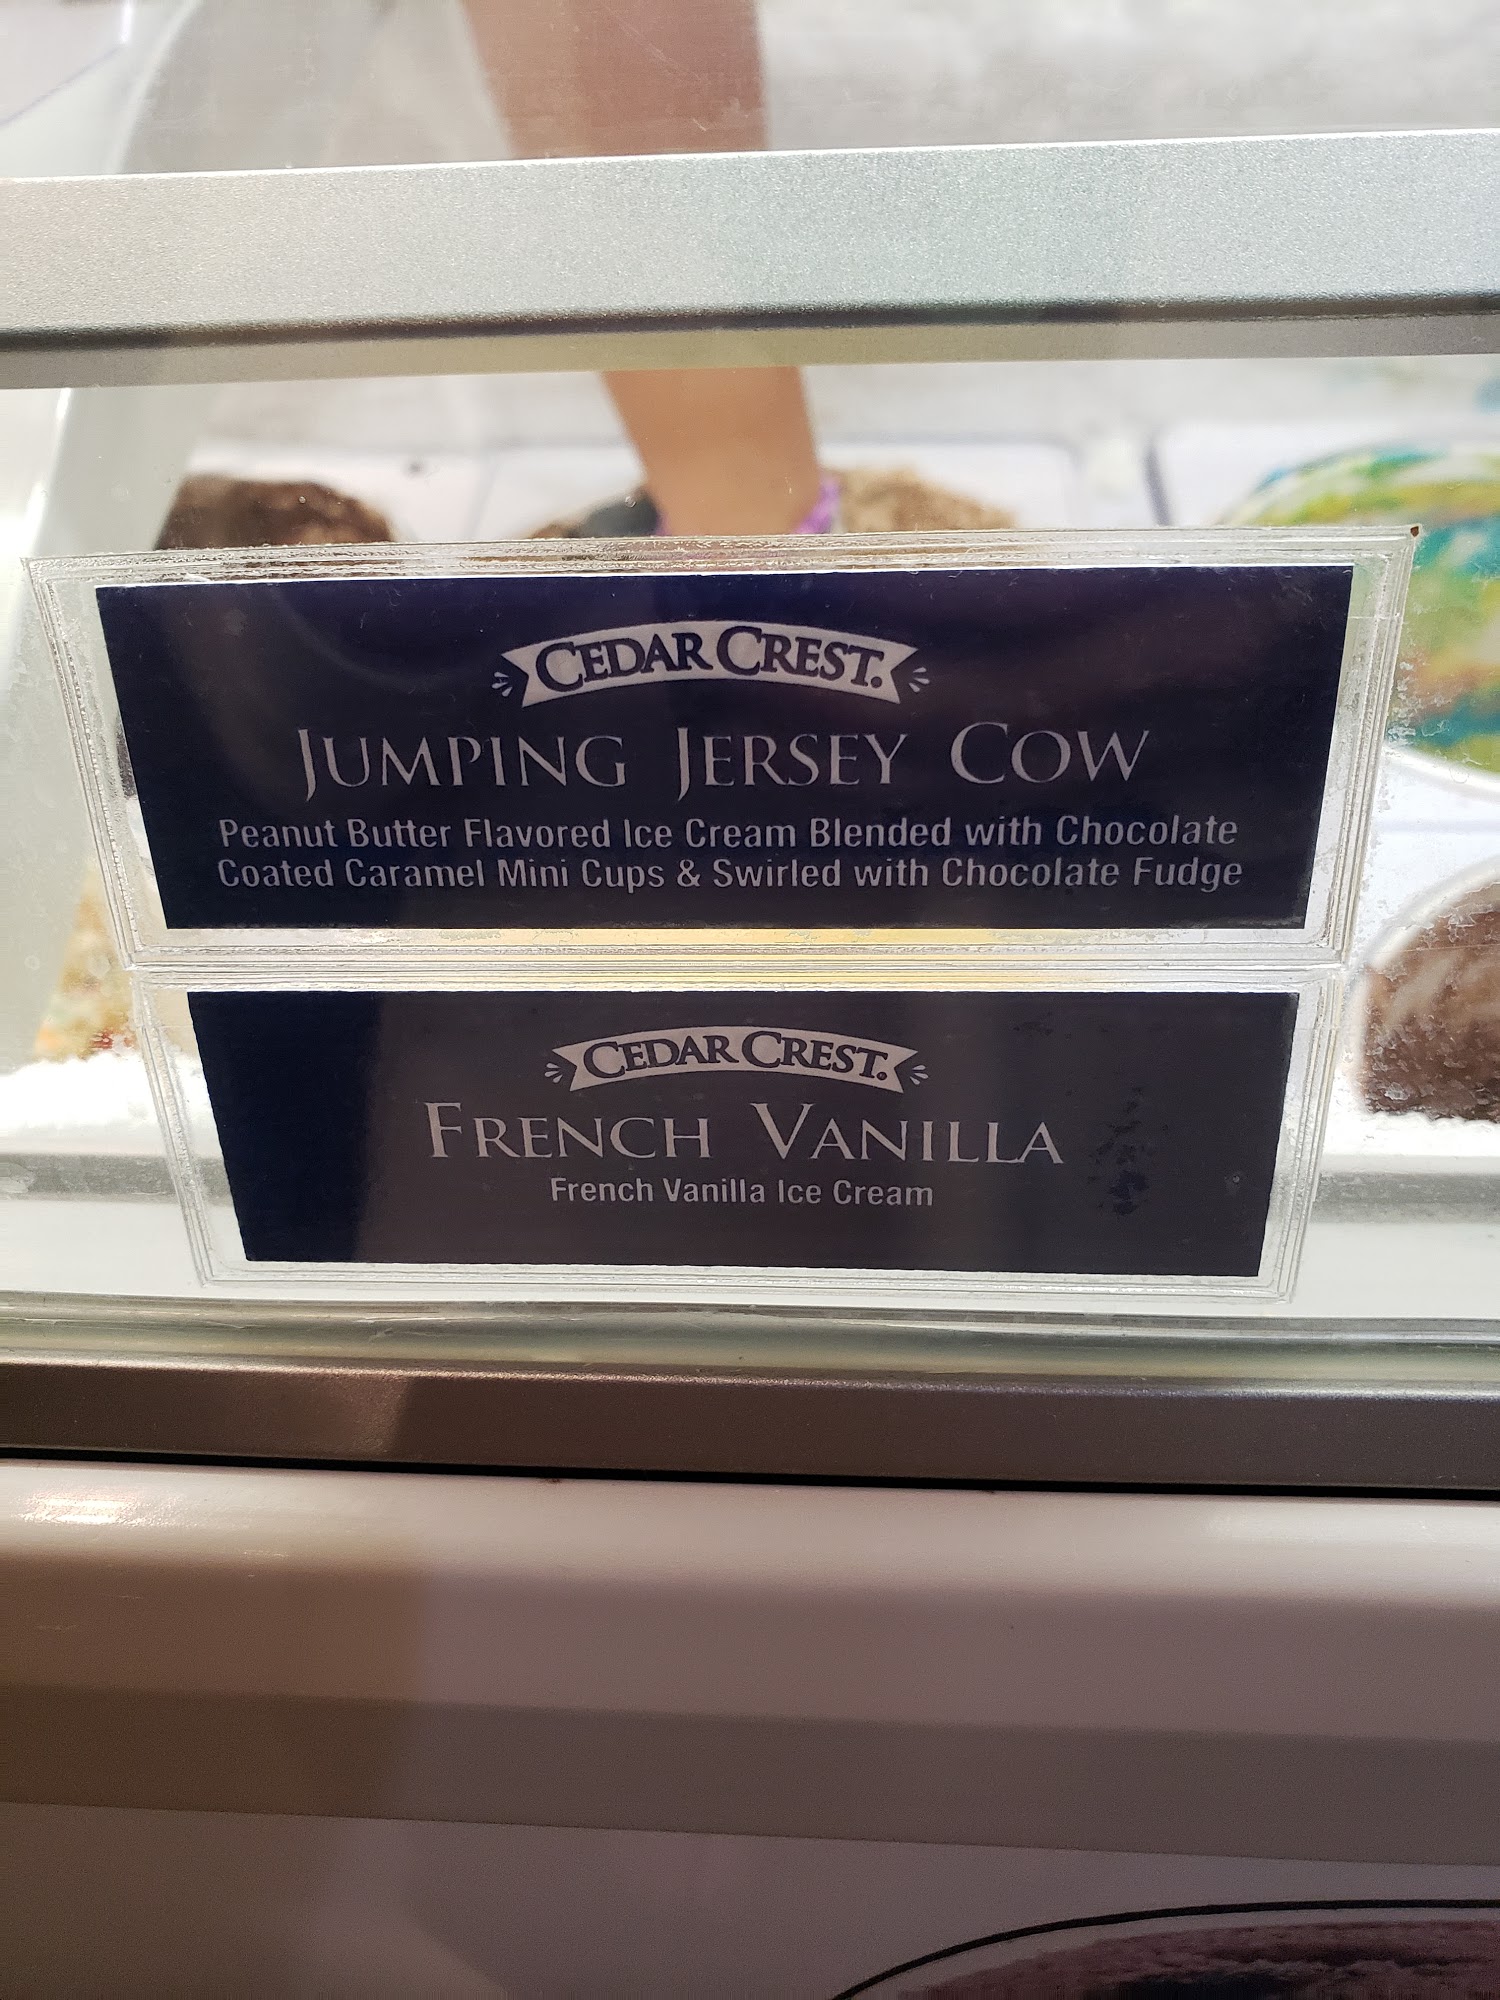 CEDAR CREST.
JUMPING JERSEY COW
Peanut Butter Flavored Ice Cream Blended with Chocolate
Coated Caramel Mini Cups & Swirled with Chocolate Fudge
CEDAR CREST.
FRENCH VANILLA
French Vanilla Ice Cream